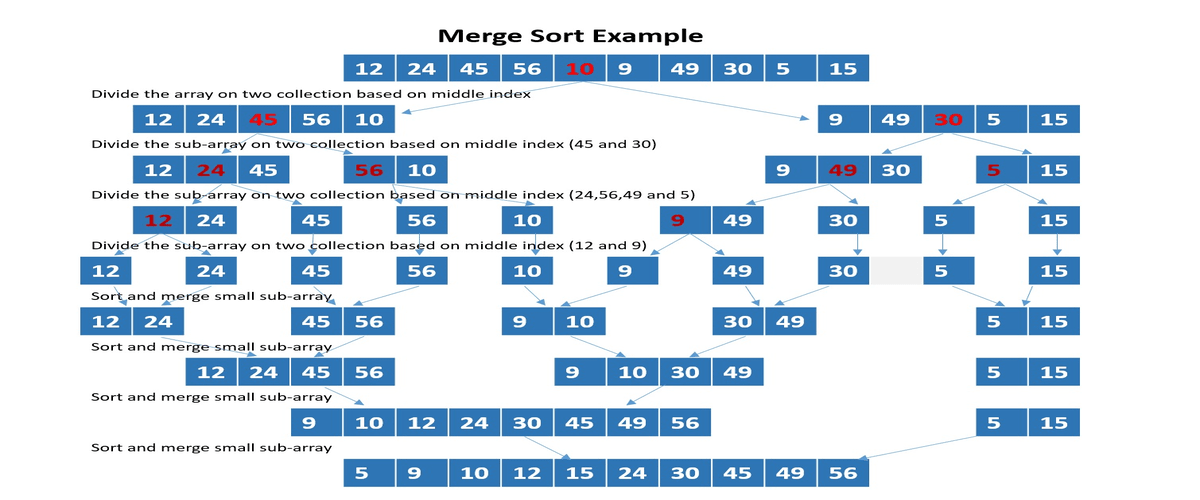 Merge Sort Example
12 24 45 56 10 9 49 30 5 15
Divide the array on two collection based on middle index
12 24 45 56 10 9 49 30 5 15
Divide the sub-array on two collection based on middle index (45 and 30)
12 24 45 56 10 9 49 30 5 15
Divide the sub-array on two collection based on middle index (24,56,49 and 5)
12 24 45 56 10 9 49 30 5 15
Divide the sub-array on two collection based on middle index (12 and 9)
12 24 45 56 10 9 49 30 5 15
Sort and merge small sub-array
12 24 45 56 9 10 30 49 5 15
Sort and merge small sub-array
12 24 45 56 9 10 30 49 5 15
Sort and merge small sub-array
9 10 12 24 30 45 49 56 5 15
Sort and merge small sub-array
5 9 10 12 15 24 30 45 49 56